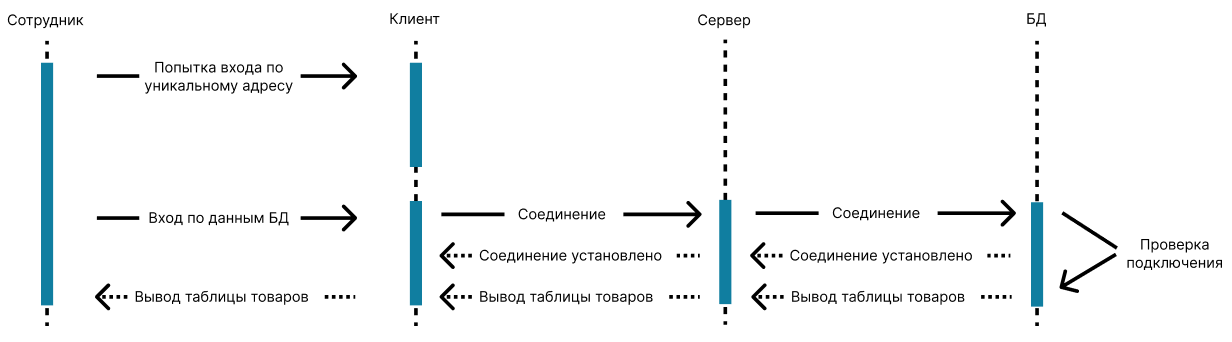 Сотрудник
Клиент
Сервер
БД
Попытка входа по
уникальному адресу
Вход по данным БД
Соединение
Соединение
Соединение установлено
Соединение установлено
Проверка
подключения
Вывод таблицы товаров
Вывод таблицы товаров
Вывод таблицы товаров